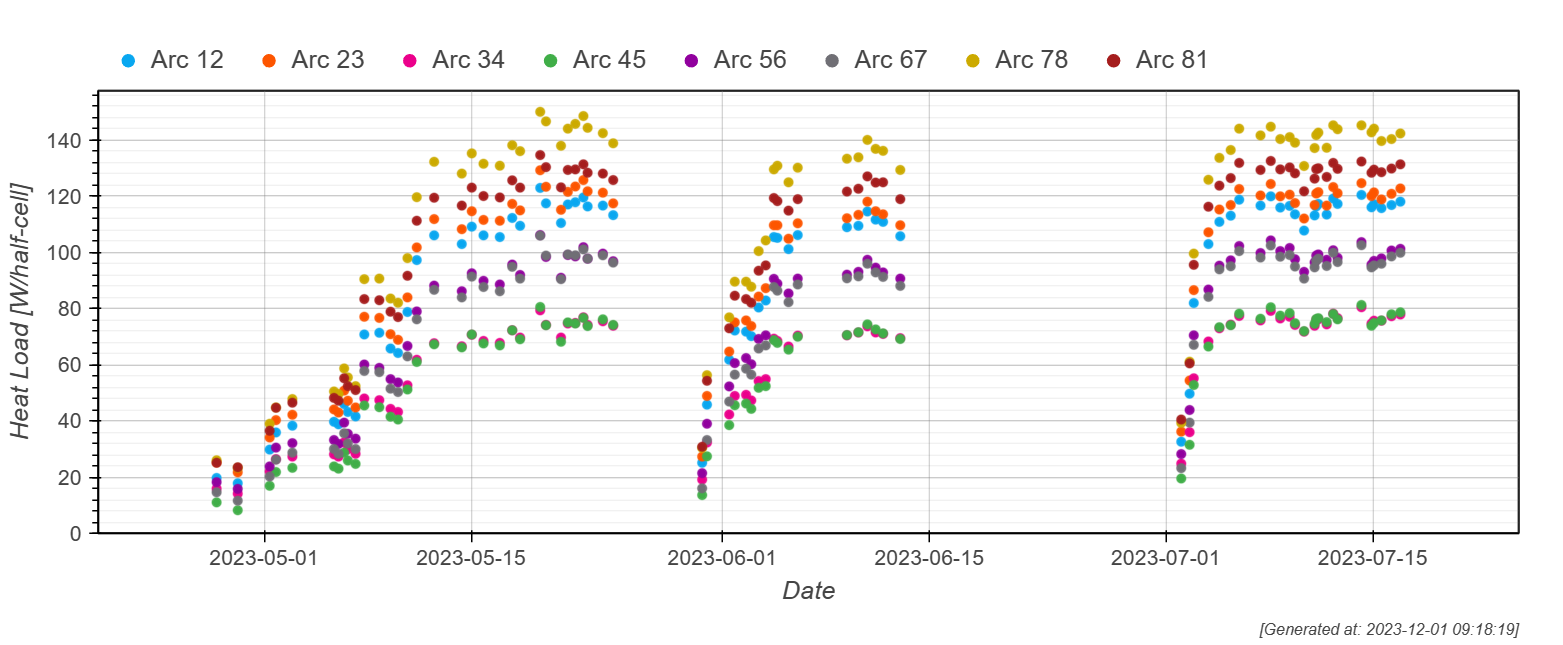 Arc 12 Arc 23 Arc 34 Arc 45 Arc 56 Arc 67 Arc 78 Arc 81
Heat Load [W/half-cell]
140
120
100
80
60
40
20
0
2023-05-01 2023-05-15 2023-06-01 2023-06-15 2023-07-01 2023-07-15
Date
[Generated at: 2023-12-01 09:18:19]